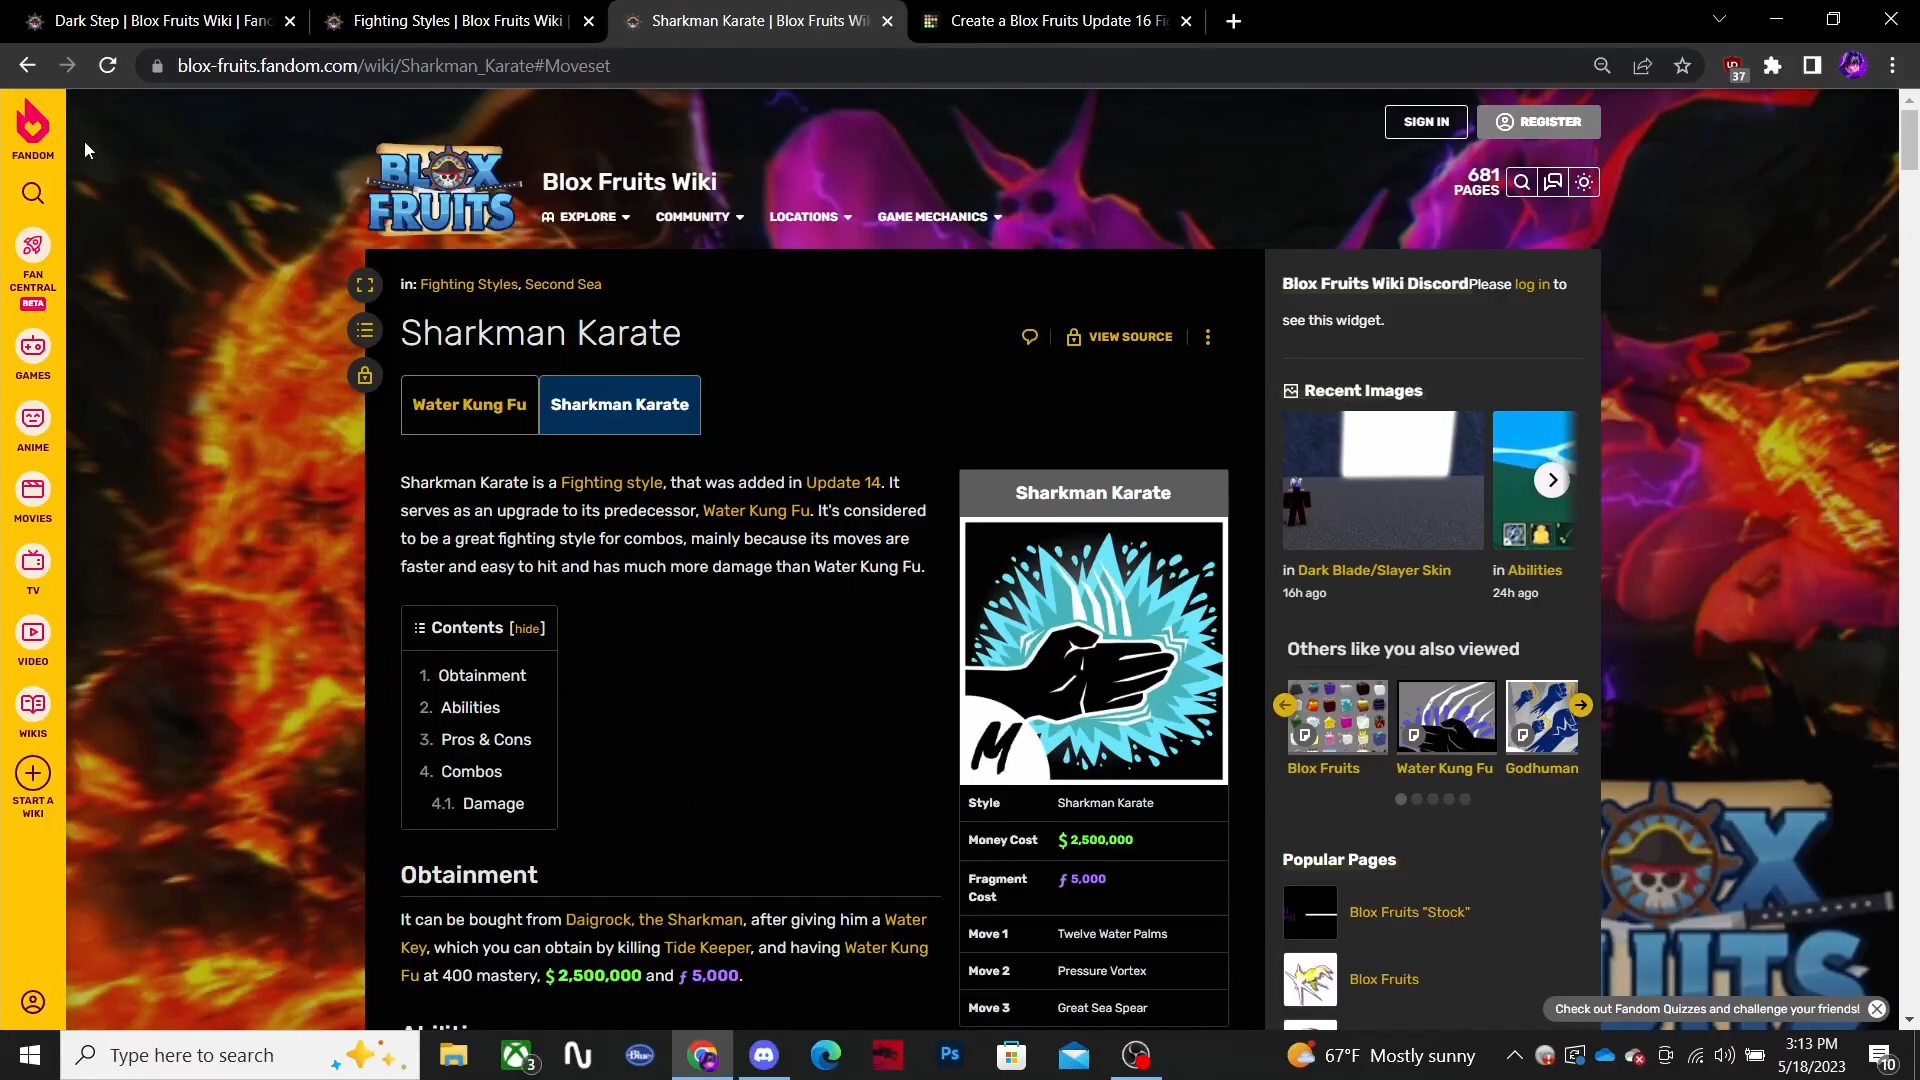 Dark Step | Blox Fruits Wiki | Fand
Fighting Styles | Blox Fruits Wiki |
Sharkman Karate | Blox Fruits Wi
Create a Blox Fruits Update 16 Fi
blox-fruits.fandom.com/wiki/Sharkman_Karate#Moveset
37
FANDOM
FAN
CENTRAL
BETA
GAMES
ANIME
MOVIES
TV
VIDEO
WIKIS
START A
WIKI
SIGN IN
REGISTER
BLOX
FRUITS
Blox Fruits Wiki
681
PAGES
EXPLORE
COMMUNITY
LOCATIONS
GAME MECHANICS
in: Fighting Styles, Second Sea
Sharkman Karate
VIEW SOURCE
Water Kung Fu
Sharkman Karate
Sharkman Karate is a Fighting style, that was added in Update 14. It
serves as an upgrade to its predecessor, Water Kung Fu. It's considered
to be a great fighting style for combos, mainly because its moves are
faster and easy to hit and has much more damage than Water Kung Fu.
Contents [hide]
1. Obtainment
2. Abilities
3. Pros & Cons
4. Combos
4.1. Damage
Obtainment
It can be bought from Daigrock, the Sharkman, after giving him a Water
Key, which you can obtain by killing Tide Keeper, and having Water Kung
Fu at 400 mastery, $2,500,000 and ƒ5,000.
Abiliti
Sharkman Karate
M
Style Sharkman Karate
Money Cost $2,500,000
Fragment
Cost
ƒ 5,000
Move 1 Twelve Water Palms
Move 2 Pressure Vortex
Move 3 Great Sea Spear
Blox Fruits Wiki DiscordPlease log in to
see this widget.
Recent Images
in Dark Blade/Slayer Skin
16h ago
in Abilities
24h ago
Others like you also viewed
Blox Fruits
Water Kung Fu
Godhuman
Popular Pages
Blox Fruits "Stock"
Blox Fruits
Check out Fandom Quizzes and challenge your friends!
Type here to search
3
Blue
Ps
67°F Mostly sunny
3:13 PM
5/18/2023
10